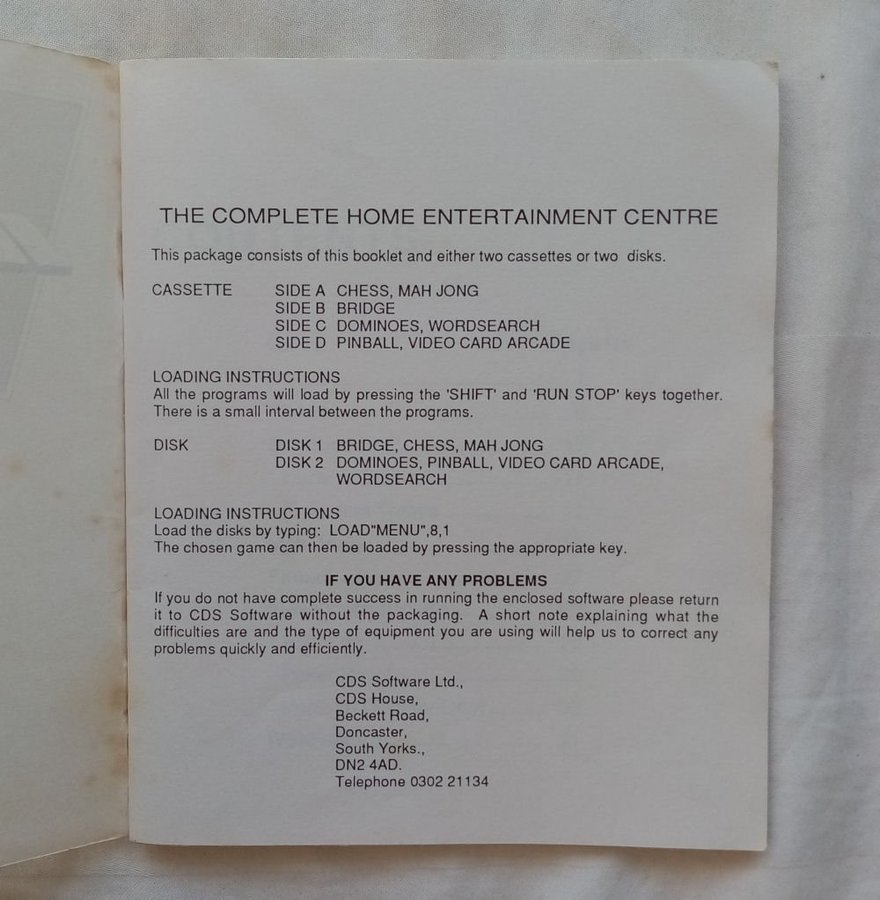 THE COMPLETE HOME ENTERTAINMENT CENTRE
This package consists of this booklet and either two cassettes or two disks.
CASSETTE SIDE A CHESS, MAH JONG
SIDE B BRIDGE
SIDE C DOMINOES, WORDSEARCH
SIDE D PINBALL, VIDEO CARD ARCADE
LOADING INSTRUCTIONS
All the programs will load by pressing the 'SHIFT' and 'RUN STOP' keys together.
There is a small interval between the programs.
DISK DISK 1 BRIDGE, CHESS, MAH JONG
DISK 2 DOMINOES, PINBALL, VIDEO CARD ARCADE,
WORDSEARCH
LOADING INSTRUCTIONS
Load the disks by typing: LOAD"MENU",8,1
The chosen game can then be loaded by pressing the appropriate key.
IF YOU HAVE ANY PROBLEMS
If you do not have complete success in running the enclosed software please return
it to CDS Software without the packaging. A short note explaining what the
difficulties are and the type of equipment you are using will help us to correct any
problems quickly and efficiently.
CDS Software Ltd.,
CDS House,
Beckett Road,
Doncaster,
South Yorks.,
DN2 4AD.
Telephone 0302 21134